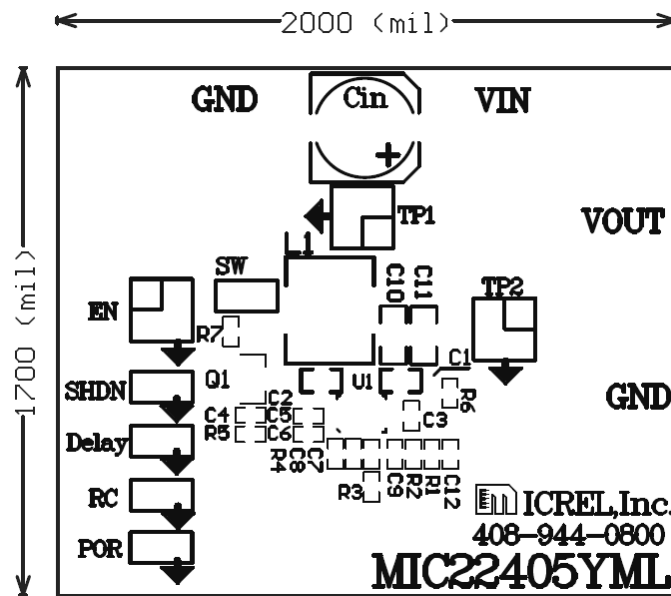 2000 (mil)
GND Cin VIN
TP1
VOUT
L1
SW
C10 C11
TP2
EN
R7
1700 (mil)
Q1
U1
C1
SHDN
C2
R6
GND
C4 C5
C3
Delay
R5 C6
R4 C8 C7
C9 R2 R1 C12
R3
RC
ICREL,Inc.
408-944-0800
POR
MIC22405YML